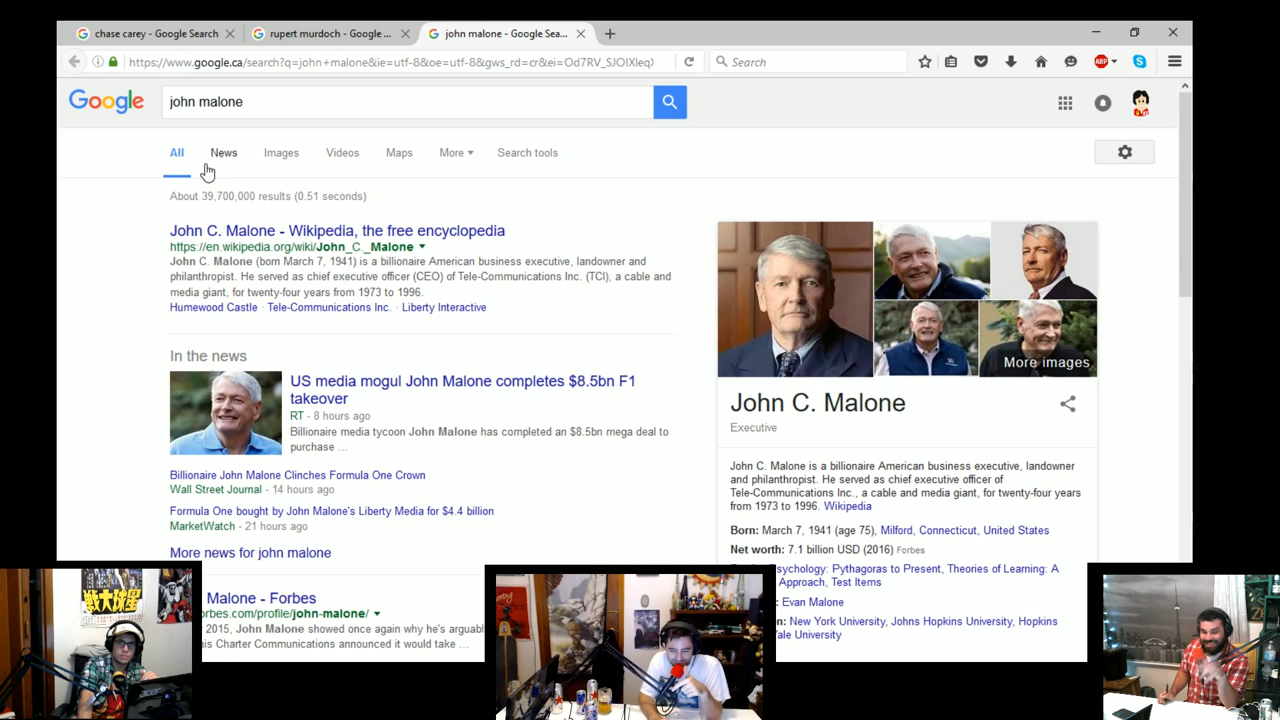 chase carey - Google Search
rupert murdoch - Google ...
john malone - Google Sea...
https://www.google.ca/search?q=john+malone&ie=utf-8&oe=utf-8&gws_rd=cr&ei=Od7RV_SJOIXleQ
Search
ABP
Google
john malone
All
News
Images
Videos
Maps
More
Search tools
About 39,700,000 results (0.51 seconds)
John C. Malone - Wikipedia, the free encyclopedia
https://en.wikipedia.org/wiki/John_C._Malone
John C. Malone (born March 7, 1941) is a billionaire American business executive, landowner and
philanthropist. He served as chief executive officer (CEO) of Tele-Communications Inc. (TCI), a cable and
media giant, for twenty-four years from 1973 to 1996.
Humewood Castle · Tele-Communications Inc. · Liberty Interactive
In the news
US media mogul John Malone completes $8.5bn F1
takeover
RT - 8 hours ago
Billionaire media tycoon John Malone has completed an $8.5bn mega deal to
purchase ...
Billionaire John Malone Clinches Formula One Crown
Wall Street Journal - 14 hours ago
Formula One bought by John Malone's Liberty Media for $4.4 billion
MarketWatch - 21 hours ago
More news for john malone
Malone - Forbes
orbes.com/profile/john-malone/
2015, John Malone showed once again why he's arguabl
his Charter Communications announced it would take ...
More images
John C. Malone
Executive
John C. Malone is a billionaire American business executive, landowner
and philanthropist. He served as chief executive officer of
Tele-Communications Inc., a cable and media giant, for twenty-four years
from 1973 to 1996. Wikipedia
Born: March 7, 1941 (age 75), Milford, Connecticut, United States
Net worth: 7.1 billion USD (2016) Forbes
sychology: Pythagoras to Present, Theories of Learning: A
Approach, Test Items
: Evan Malone
n: New York University, Johns Hopkins University, Hopkins
ale University
戰大球星